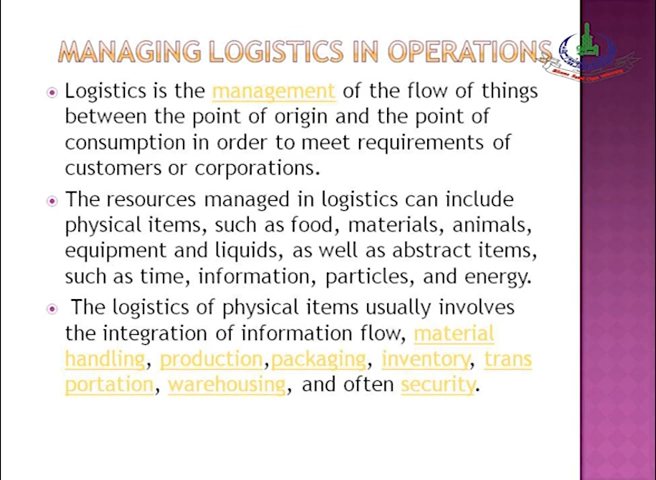 MANAGING LOGISTICS IN OPERATIONS
Logistics is the management of the flow of things
between the point of origin and the point of
consumption in order to meet requirements of
customers or corporations.
The resources managed in logistics can include
physical items, such as food, materials, animals,
equipment and liquids, as well as abstract items,
such as time, information, particles, and energy.
The logistics of physical items usually involves
the integration of information flow, material
handling, production,packaging, inventory, trans
portation, warehousing, and often security.